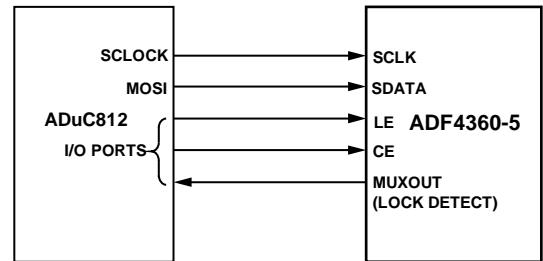 SCLOCK
SCLK
MOSI
SDATA
ADuC812
LE
ADF4360-5
I/O PORTS
CE
MUXOUT
(LOCK DETECT)